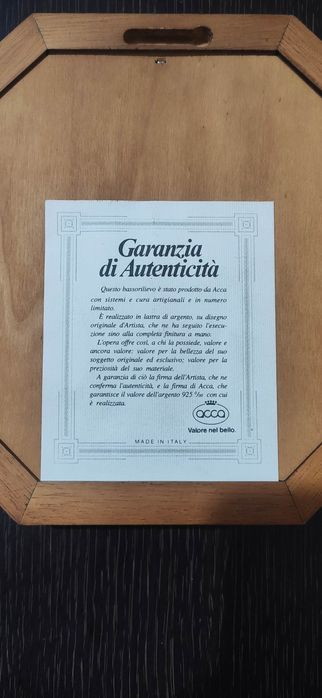 Garanzia
di Autenticità
Questo bassorilievo è stato prodotto da Acca
con sistemi e cura artigianali e in numero
limitato.
È realizzato in lastra di argento, su disegno
originale d'Artista, che ne ha seguito l'esecu-
zione sino alla completa finitura a mano.
L'opera offre così, a chi la possiede, valore e
ancora valore: valore per la bellezza del suo
soggetto originale ed esclusivo; valore per la
preziosità del suo materiale.
A garanzia di ciò la firma dell'Artista, che ne
conferma l'autenticità, e la firma di Acca, che
garantisce il valore dell'argento 925 con cui
è realizzata.
acca
Valore nel bello.
MADE IN ITALY